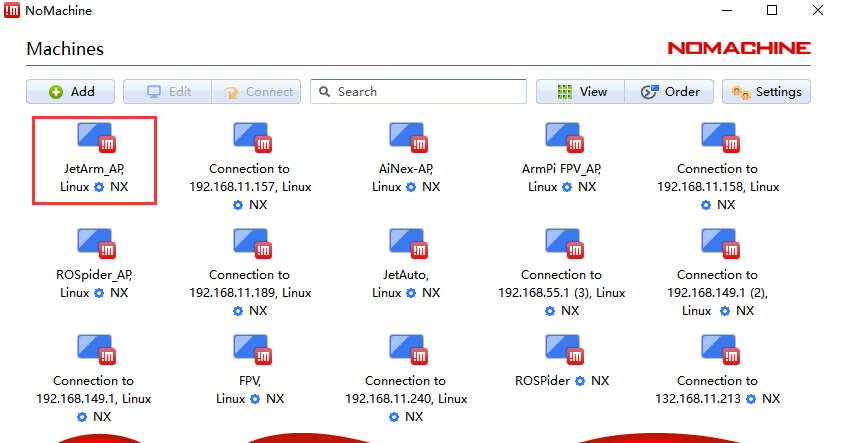 NoMachine
Machines
NOMACHINE
Add Edit Connect Search View Order Settings
JetArm_AP,
Linux NX
Connection to
192.168.11.157, Linux
NX
AiNex-AP,
Linux NX
ArmPi FPV_AP,
Linux NX
Connection to
192.168.11.158, Linux
NX
ROSpider_AP,
Linux NX
Connection to
192.168.11.189, Linux
NX
JetAuto,
Linux NX
Connection to
192.168.55.1 (3), Linux
NX
Connection to
192.168.149.1 (2),
Linux NX
Connection to
192.168.149.1, Linux
NX
FPV,
Linux NX
Connection to
192.168.11.240, Linux
NX
ROSPider NX
Connection to
132.168.11.213 NX